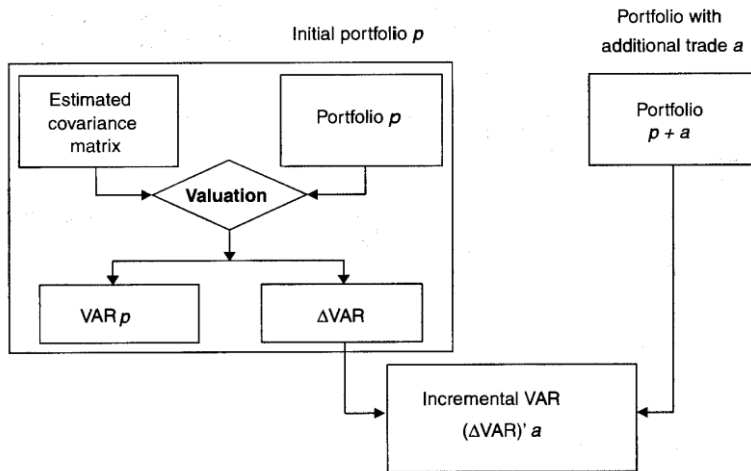 Initial portfolio p
Portfolio with
additional trade a
Estimated
covariance
matrix
Portfolio p
Portfolio
p + a
Valuation
VAR p
ΔVAR
Incremental VAR
(ΔVAR)' a